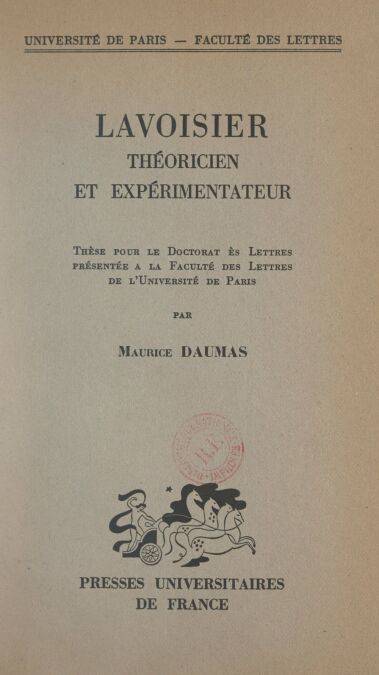 UNIVERSITÉ DE PARIS — FACULTÉ DES LETTRES
LAVOISIER
THÉORICIEN
ET EXPÉRIMENTATEUR
THÈSE POUR LE DOCTORAT ÈS LETTRES
PRÉSENTÉE A LA FACULTÉ DES LETTRES
DE L'UNIVERSITÉ DE PARIS
PAR
MAURICE DAUMAS
R.F.
PRESSES UNIVERSITAIRES
DE FRANCE